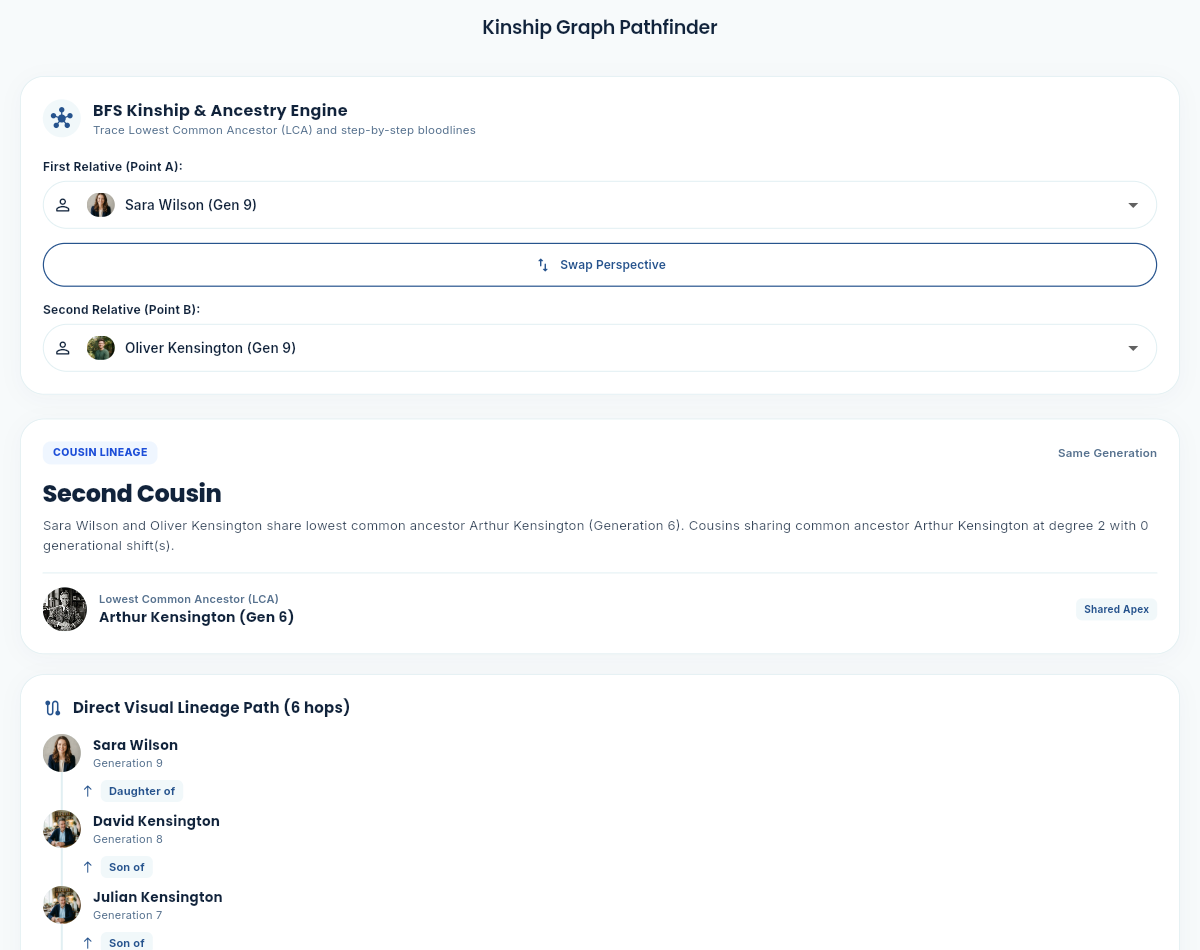 Kinship Graph Pathfinder
BFS Kinship & Ancestry Engine
Trace Lowest Common Ancestor (LCA) and step-by-step bloodlines
First Relative (Point A):
Sara Wilson (Gen 9)
Swap Perspective
Second Relative (Point B):
Oliver Kensington (Gen 9)
COUSIN LINEAGE
Same Generation
Second Cousin
Sara Wilson and Oliver Kensington share lowest common ancestor Arthur Kensington (Generation 6). Cousins sharing common ancestor Arthur Kensington at degree 2 with 0
generational shift(s).
Lowest Common Ancestor (LCA)
Arthur Kensington (Gen 6)
Shared Apex
Direct Visual Lineage Path (6 hops)
Sara Wilson
Generation 9
Daughter of
David Kensington
Generation 8
Son of
Julian Kensington
Generation 7
Son of